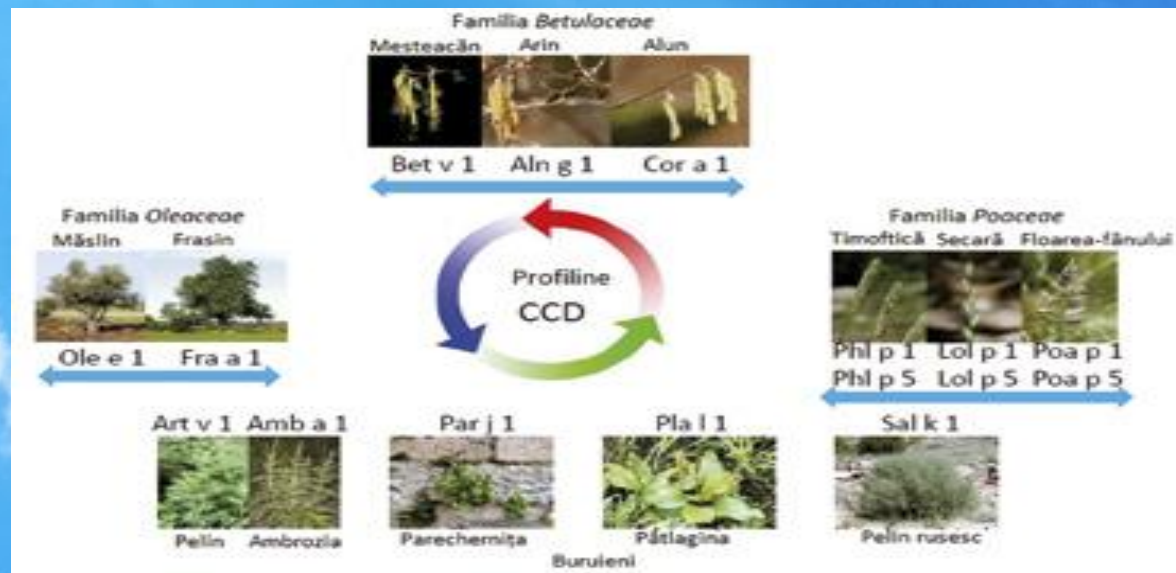 Familia Betulaceae
Mesteacăn Arin Alun
Bet v 1 Aln g 1 Cor a 1
Familia Oleaceae
Măslin Frasin
Ole e 1 Fra a 1
Profiline
CCD
Familia Poaceae
Timoftică Secară Floarea-fânului
Phl p 1 Lol p 1 Poa p 1
Phl p 5 Lol p 5 Poa p 5
Art v 1 Amb a 1 Par j 1 Pla l 1 Sal k 1
Pelin Ambrozia Parechernița Pătlagina Pelin rusesc
Buruieni